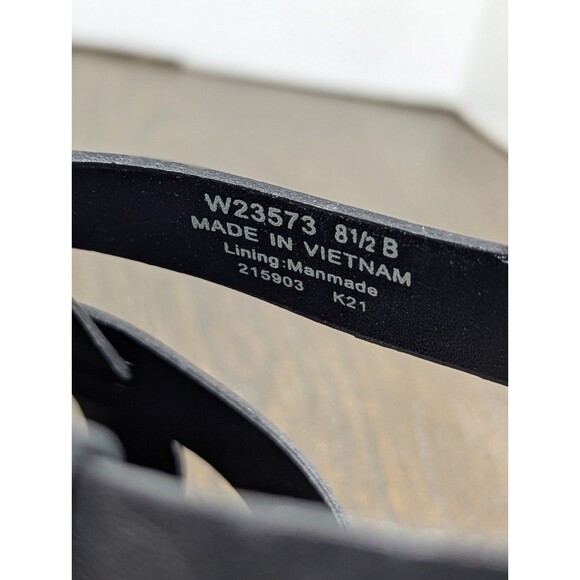 W23573 8½ B
MADE IN VIETNAM
Lining:Manmade
215903 K21